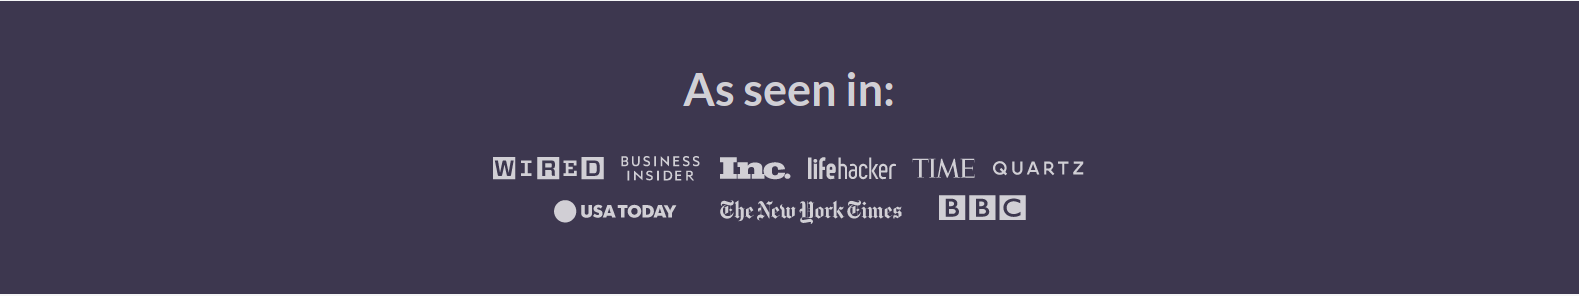 As seen in:
WIRED BUSINESS INSIDER Inc. lifehacker TIME QUARTZ
USA TODAY The New York Times BBC